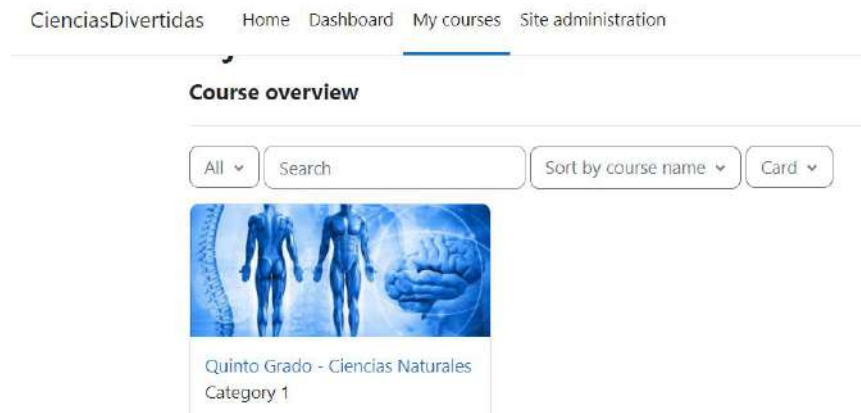 CienciasDivertidas Home Dashboard My courses Site administration
Course overview
All Search Sort by course name Card
Quinto Grado - Ciencias Naturales
Category 1